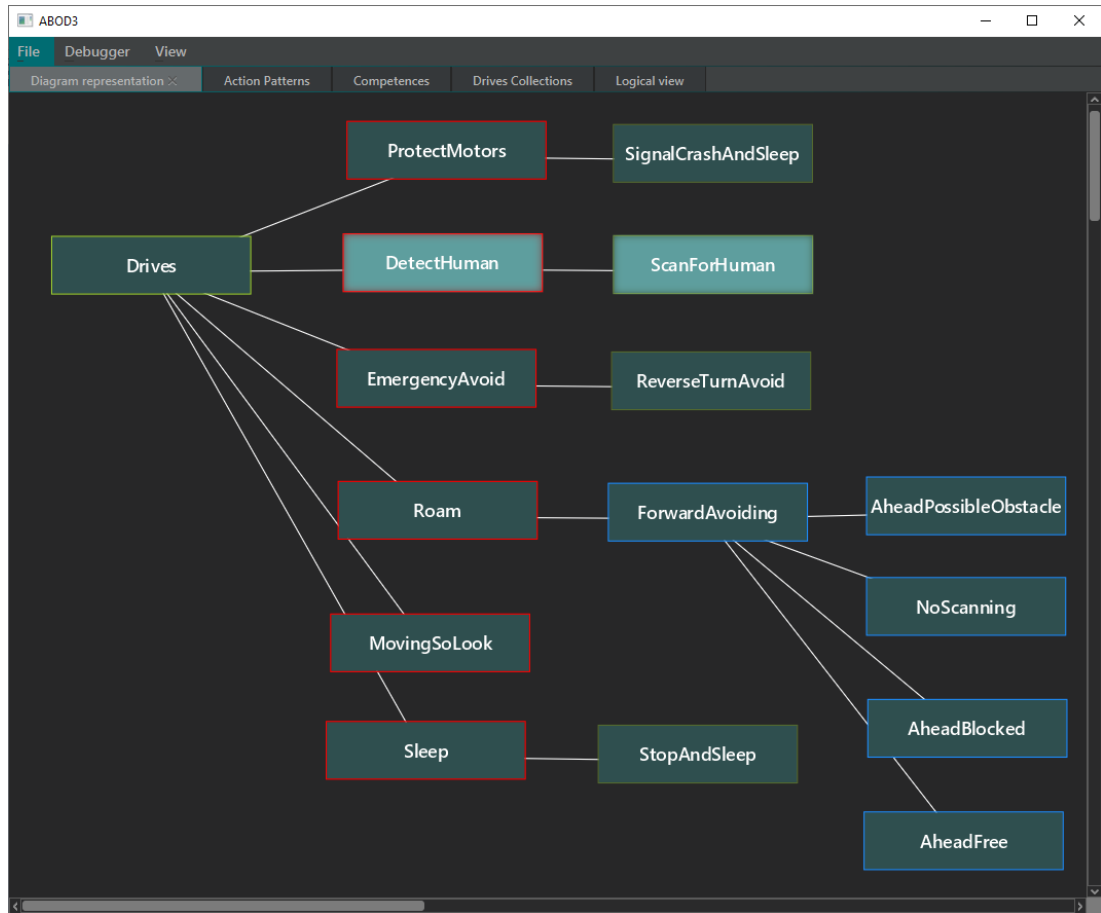 ABOD3
File Debugger View
Diagram representation Action Patterns Competences Drives Collections Logical view
ProtectMotors SignalCrashAndSleep
Drives DetectHuman ScanForHuman
EmergencyAvoid ReverseTurnAvoid
Roam ForwardAvoiding AheadPossibleObstacle
NoScanning
MovingSoLook
AheadBlocked
Sleep StopAndSleep
AheadFree